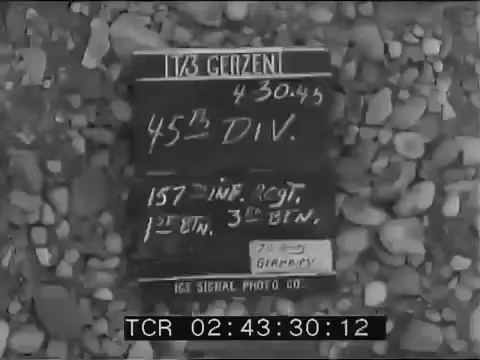 T/3 GERZEN
4 30.45
45TH DIV.
157TH INF. RCGT.
1ST BTN. 3RD BTN.
GERMANY
163 SIGNAL PHOTO CO.
TCR 02:43:30:12